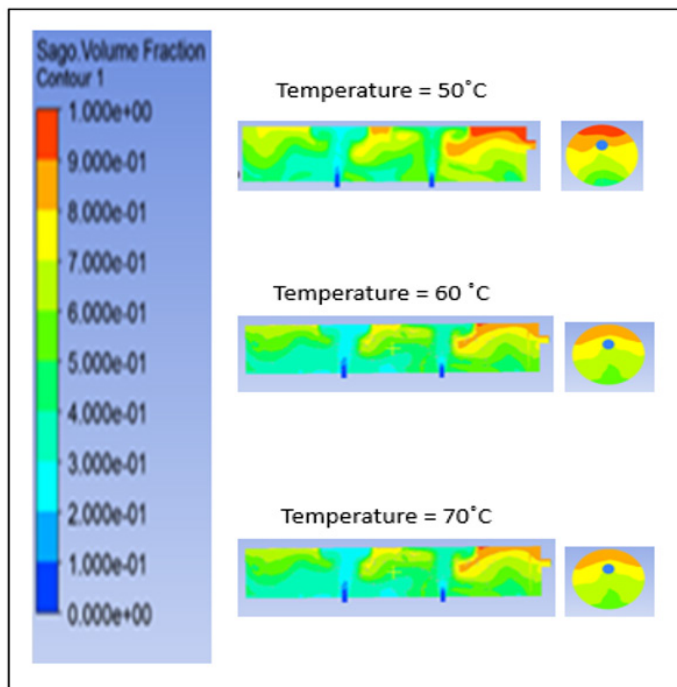 Sago.Volume Fraction
Contour 1
1.000e+00
9.000e-01
8.000e-01
7.000e-01
6.000e-01
5.000e-01
4.000e-01
3.000e-01
2.000e-01
1.000e-01
0.000e+00
Temperature = 50˚C
Temperature = 60 ˚C
Temperature = 70˚C